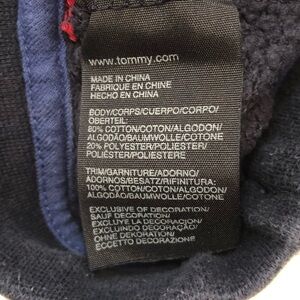 www.tommy.com
MADE IN CHINA
FABRIQUE EN CHINE
HECHO EN CHINA
BODY/CORPS/CUERPO/CORPO/
OBERTEIL:
80% COTTON/COTON/ALGODON/
ALGODÃO/BAUMWOLLE/COTONE
20% POLYESTER/POLIESTER/
POLIÉSTER/POLIESTERE
TRIM/GARNITURE/ADORNO/
ADORNOS/BESATZ/RIFINITURA:
100% COTTON/COTON/ALGODON/
ALGODÃO/BAUMWOLLE/COTONE
EXCLUSIVE OF DECORATION/
SAUF DECORATION/
EXCLUYE LA DECORACION/
EXCLUINDO DECORAÇÃO/
OHNE DEKORATION/
ECCETTO DECORAZIONE